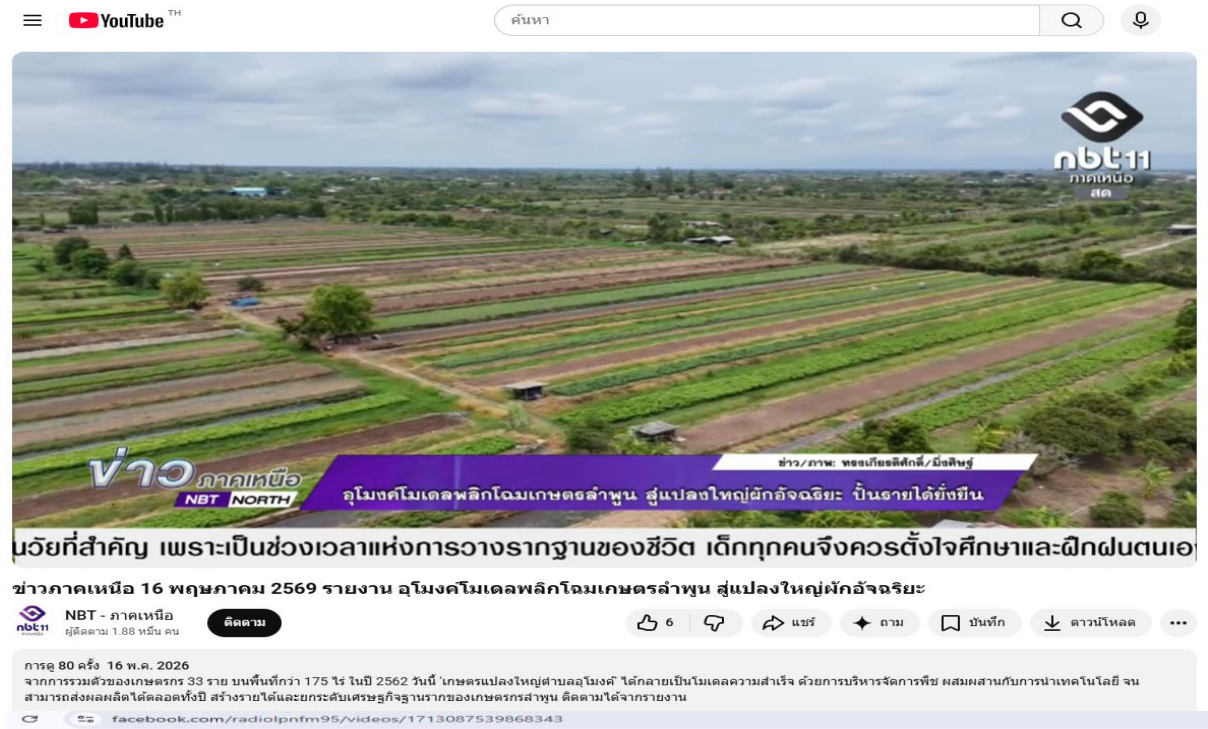 YouTube TH
ค้นหา
nbt11
ภาคเหนือ
สด
ข่าว/ภาพ: ทรงเกียรติศักดิ์/มิ่งศิษฐ์
ข่าวภาคเหนือ
NBT NORTH
อุโมงค์โมเดลพลิกโฉมเกษตรลำพูน สู่แปลงใหญ่ผักอัจฉริยะ ปั้นรายได้ยั่งยืน
นวัยที่สำคัญ เพราะเป็นช่วงเวลาแห่งการวางรากฐานของชีวิต เด็กทุกคนจึงควรตั้งใจศึกษาและฝึกฝนตนเอง
ข่าวภาคเหนือ 16 พฤษภาคม 2569 รายงาน อุโมงค์โมเดลพลิกโฉมเกษตรลำพูน สู่แปลงใหญ่ผักอัจฉริยะ
nbt11
NBT - ภาคเหนือ
ผู้ติดตาม 1.88 หมื่น คน
ติดตาม
6
แชร์
ถาม
บันทึก
ดาวน์โหลด
การดู 80 ครั้ง 16 พ.ค. 2026
จากการรวมตัวของเกษตรกร 33 ราย บนพื้นที่กว่า 175 ไร่ ในปี 2562 วันนี้ 'เกษตรแปลงใหญ่ตำบลอุโมงค์' ได้กลายเป็นโมเดลความสำเร็จ ด้วยการบริหารจัดการพืช ผสมผสานกับการนำเทคโนโลยี จน
สามารถส่งผลผลิตได้ตลอดทั้งปี สร้างรายได้และยกระดับเศรษฐกิจฐานรากของเกษตรกรลำพูน ติดตามได้จากรายงาน
facebook.com/radiolpnfm95/videos/1713087539868343